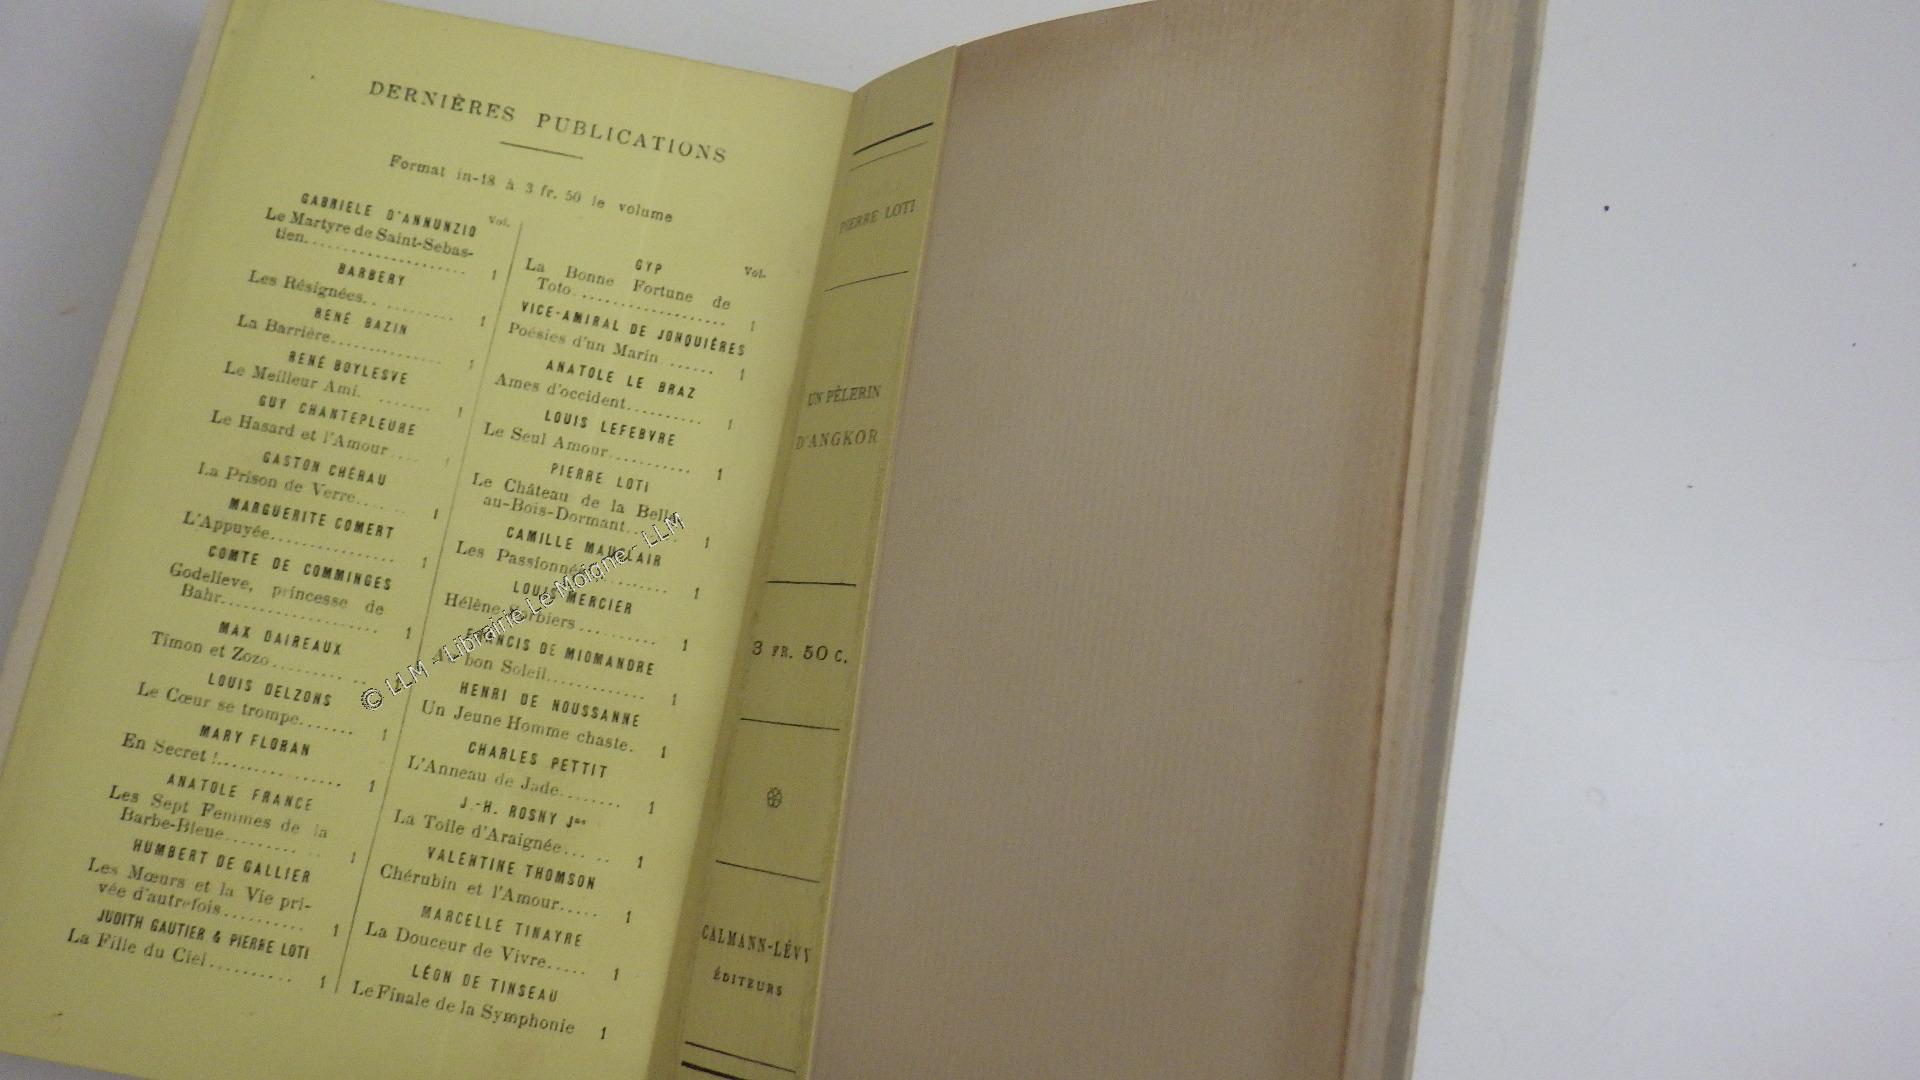 DERNIÈRES PUBLICATIONS
Format in-18 à 3 fr. 50 le volume
Vol.
GABRIELE D'ANNUNZIO
Le Martyre de Saint-Sebas-
tien.................... 1
BARBERY
Les Résignées.. ......... 1
RENÉ BAZIN
La Barrière.............. 1
RENÉ BOYLESVE
Le Meilleur Ami. ....... 1
GUY CHANTEPLEURE
Le Hasard et l'Amour.... 1
GASTON CHÉRAU
La Prison de Verre...... 1
MARGUERITE COMERT
L'Appuyée............... 1
COMTE DE COMMINGES
Godelieve, princesse de
Bahr.................... 1
MAX DAIREAUX
Timon et Zozo........... 1
LOUIS DELZONS
Le Cœur se trompe....... 1
MARY FLORAN
En Secret !............. 1
ANATOLE FRANCE
Les Sept Femmes de la
Barbe-Bleue............. 1
HUMBERT DE GALLIER
Les Mœurs et la Vie pri-
vée d'autrefois......... 1
JUDITH GAUTIER & PIERRE LOTI
La Fille du Ciel.......... 1
Vol.
GYP
La Bonne Fortune de
Toto.................... 1
VICE-AMIRAL DE JONQUIÈRES
Poésies d'un Marin ...... 1
ANATOLE LE BRAZ
Ames d'occident.......... 1
LOUIS LEFEBVRE
Le Seul Amour........... 1
PIERRE LOTI
Le Château de la Belle-
au-Bois-Dormant........ 1
CAMILLE MAUCLAIR
Les Passionnés.......... 1
LOUIS MERCIER
Hélène Sorbiers.......... 1
FRANCIS DE MIOMANDRE
bon Soleil............. 1
HENRI DE NOUSSANNE
Un Jeune Homme chaste. 1
CHARLES PETTIT
L'Anneau de Jade........ 1
J.-H. ROSNY Jne
La Toile d'Araignée... .. 1
VALENTINE THOMSON
Chérubin et l'Amour..... 1
MARCELLE TINAYRE
La Douceur de Vivre..... 1
LÉON DE TINSEAU
Le Finale de la Symphonie 1
PIERRE LOTI
UN PÈLERIN
D'ANGKOR
3 FR. 50 C.
CALMANN-LÉVY
ÉDITEURS
© LLM - Librairie Le Moigne - LLM